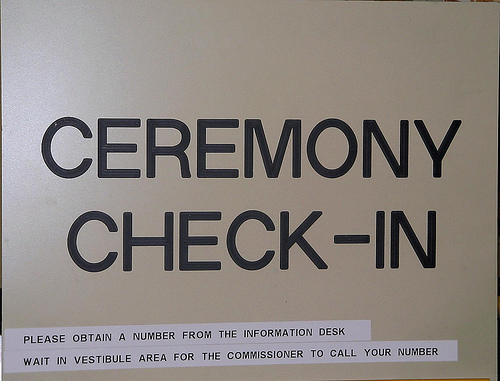 CEREMONY
CHECK-IN
PLEASE OBTAIN A NUMBER FROM THE INFORMATION DESK
WAIT IN VESTIBULE AREA FOR THE COMMISSIONER TO CALL YOUR NUMBER